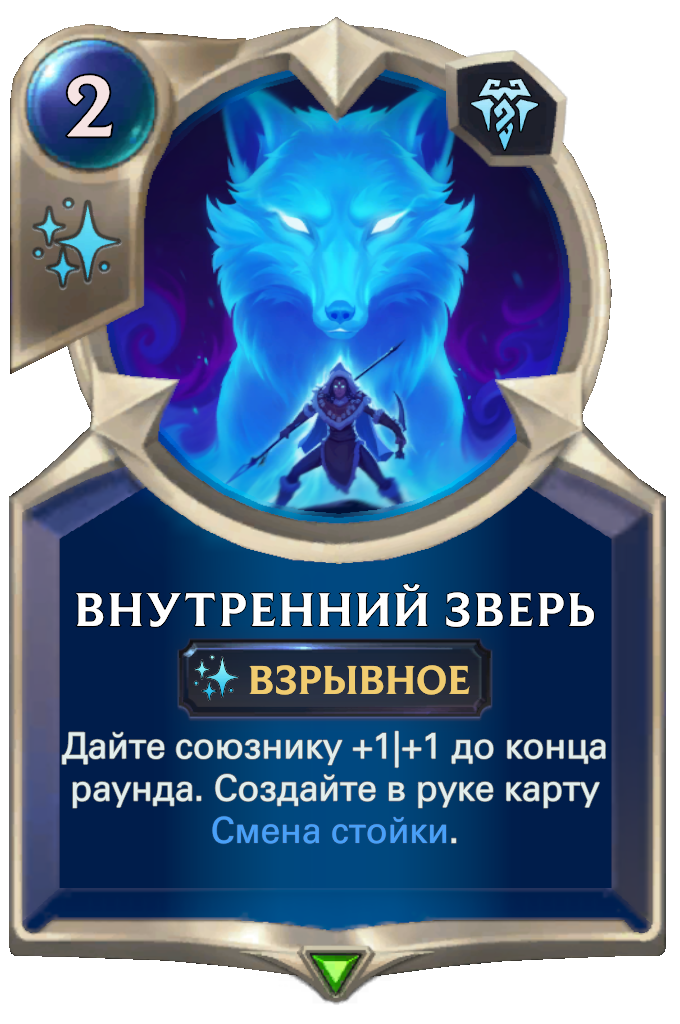 2
ВНУТРЕННИЙ ЗВЕРЬ
ВЗРЫВНОЕ
Дайте союзнику +1|+1 до конца
раунда. Создайте в руке карту
Смена стойки.